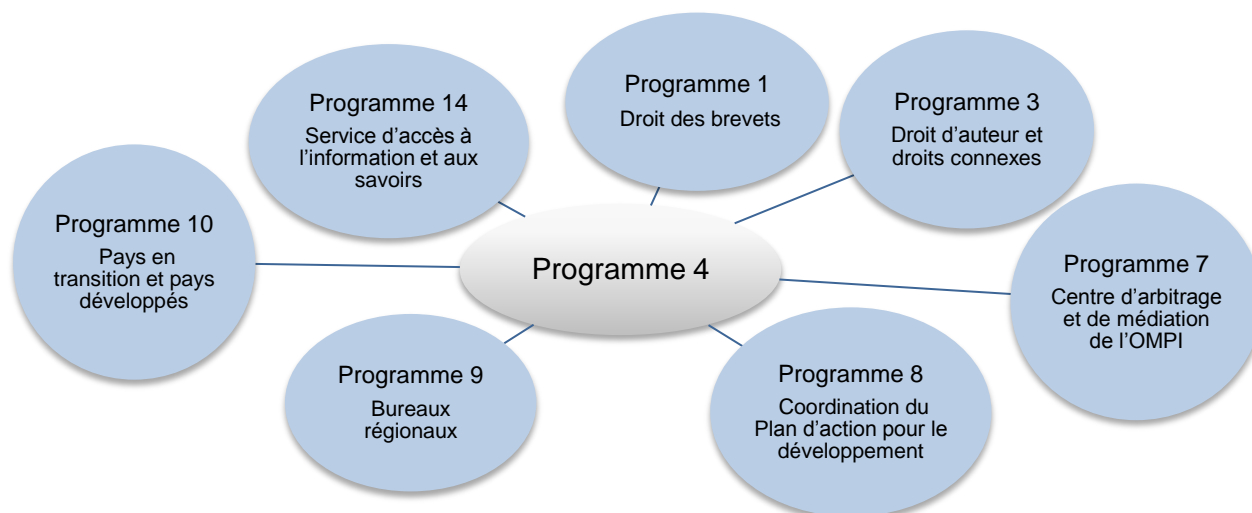 Programme 1
Droit des brevets
Programme 3
Droit d’auteur et
droits connexes
Programme 14
Service d’accès à
l’information et aux
savoirs
Programme 10
Pays en
transition et pays
développés
Programme 4
Programme 7
Centre d’arbitrage
et de médiation
de l’OMPI
Programme 9
Bureaux
régionaux
Programme 8
Coordination du
Plan d’action pour le
développement